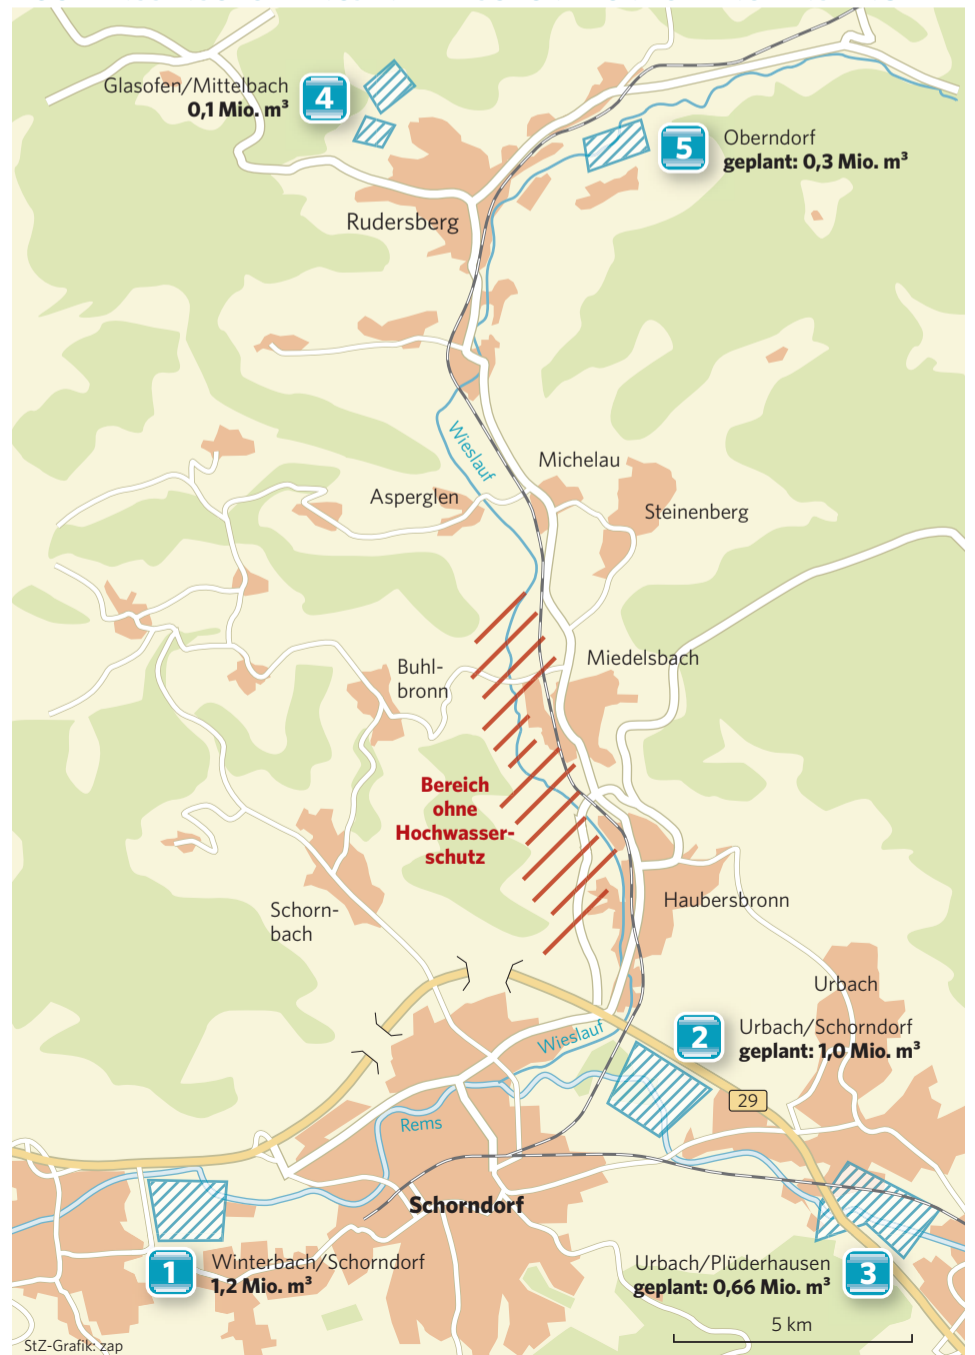 Glasofen/Mittelbach
0,1 Mio. m³
4
5
Oberndorf
geplant: 0,3 Mio. m³
Rudersberg
Wieslauf
Michelau
Asperglen
Steinenberg
Buhl-
bronn
Miedelsbach
Bereich
ohne
Hochwasser-
schutz
Schorn-
bach
Haubersbronn
Urbach
2
Urbach/Schorndorf
geplant: 1,0 Mio. m³
Wieslauf
29
Rems
Schorndorf
1
Winterbach/Schorndorf
1,2 Mio. m³
Urbach/Plüderhausen
geplant: 0,66 Mio. m³
3
5 km
StZ-Grafik: zap